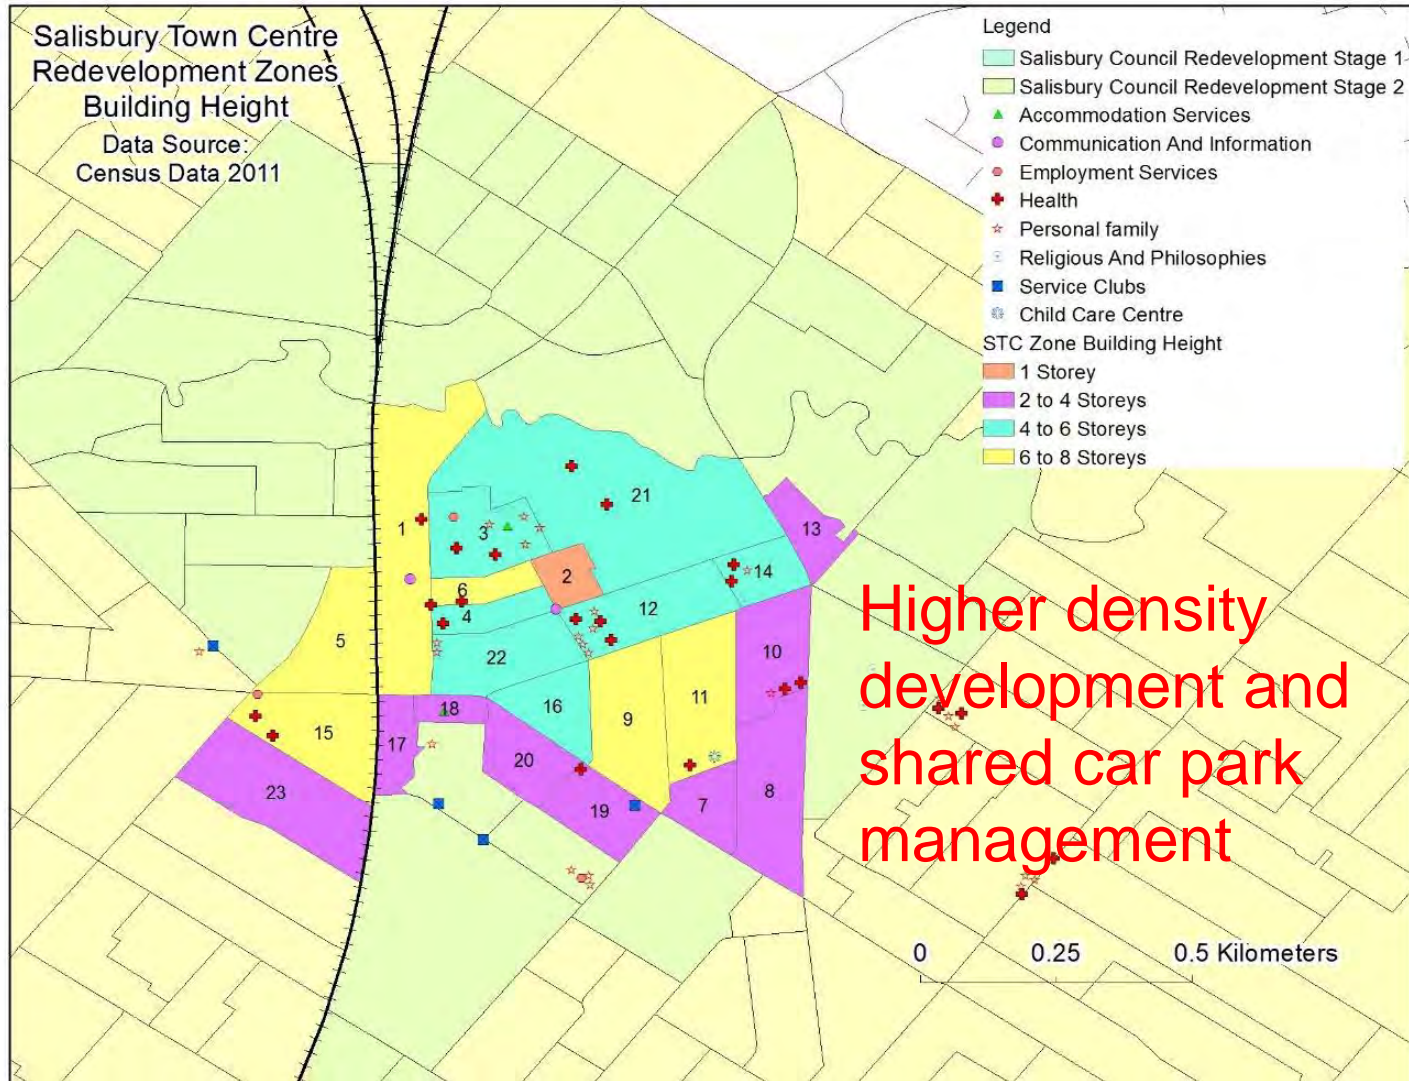 Salisbury Town Centre
Redevelopment Zones
Building Height
Data Source:
Census Data 2011
Legend
Salisbury Council Redevelopment Stage 1
Salisbury Council Redevelopment Stage 2
Accommodation Services
Communication And Information
Employment Services
Health
Personal family
Religious And Philosophies
Service Clubs
Child Care Centre
STC Zone Building Height
1 Storey
2 to 4 Storeys
4 to 6 Storeys
6 to 8 Storeys
21
1
3
13
2
14
6
12
4
5
22
10
16
18
11
9
15
17
20
23
19
7
8
Higher density
development and
shared car park
management
0 0.25 0.5 Kilometers